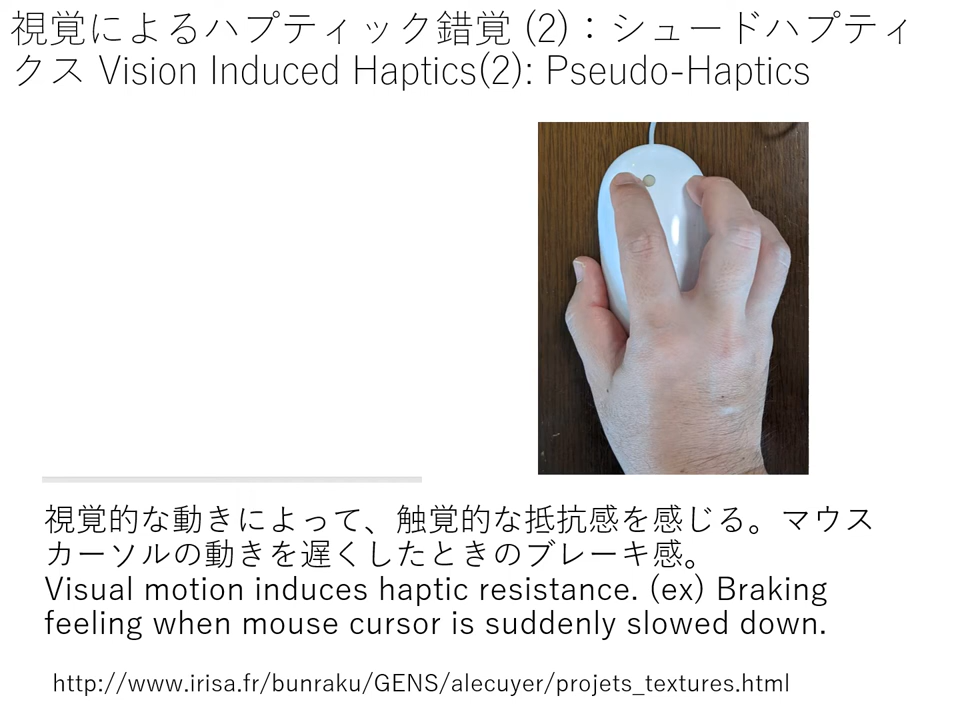 視覚によるハプティック錯覚 (2)：シュードハプティ
クス Vision Induced Haptics(2): Pseudo-Haptics
視覚的な動きによって、触覚的な抵抗感を感じる。マウス
カーソルの動きを遅くしたときのブレーキ感。
Visual motion induces haptic resistance. (ex) Braking
feeling when mouse cursor is suddenly slowed down.
http://www.irisa.fr/bunraku/GENS/alecuyer/projets_textures.html